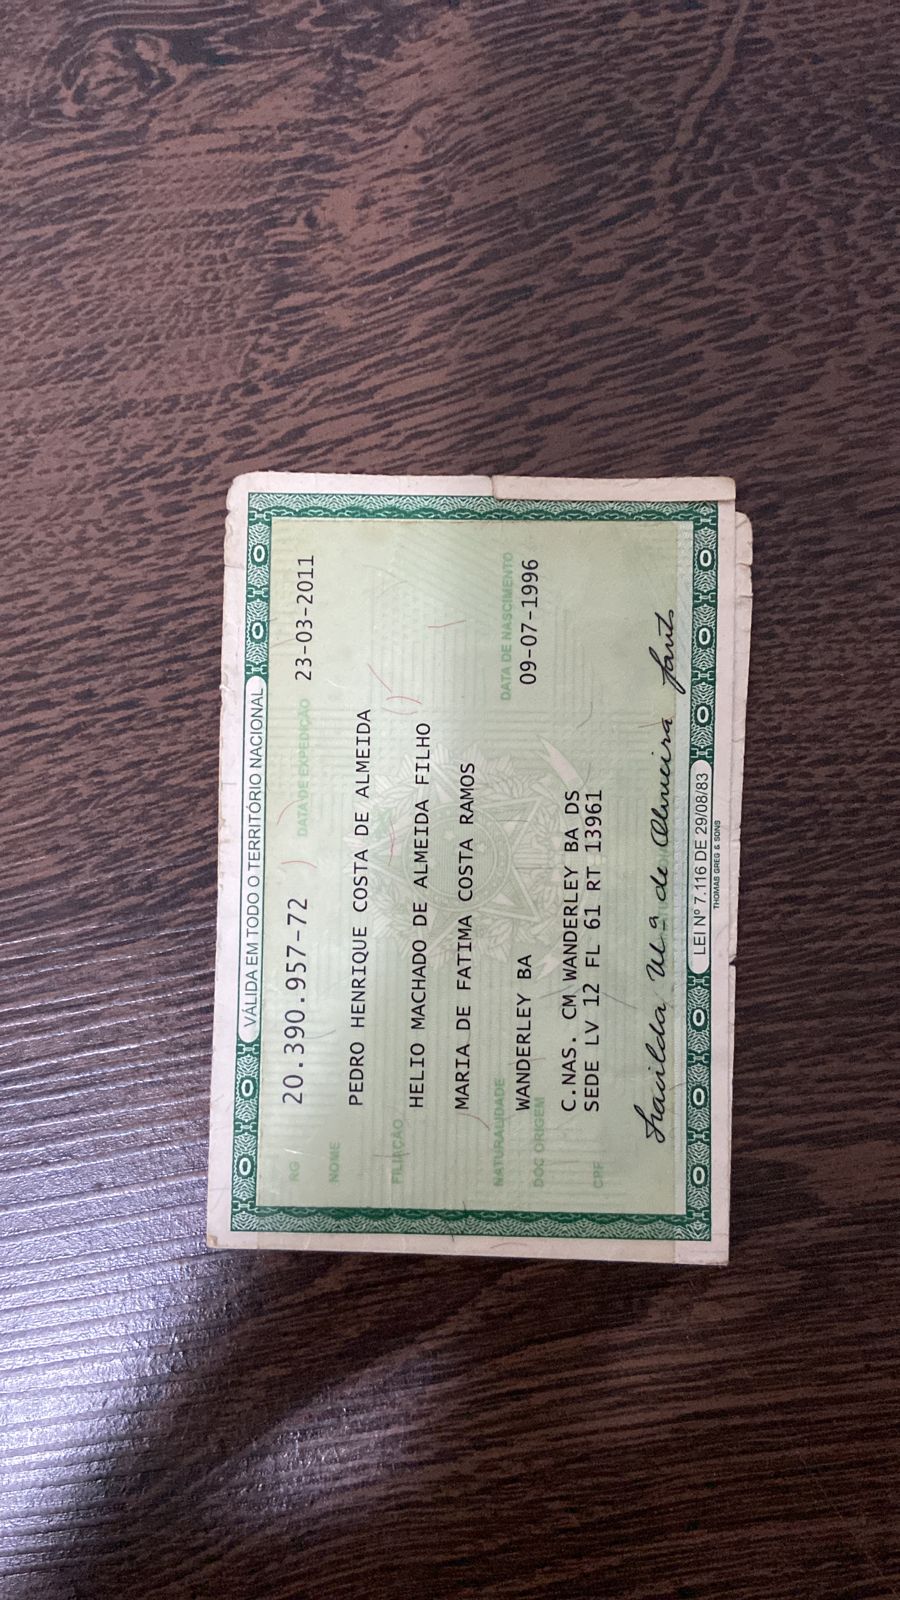 VÁLIDA EM TODO O TERRITÓRIO NACIONAL
RG 20.390.957-72 DATA DE EXPEDIÇÃO 23-03-2011
NOME PEDRO HENRIQUE COSTA DE ALMEIDA
FILIAÇÃO HELIO MACHADO DE ALMEIDA FILHO
MARIA DE FATIMA COSTA RAMOS
NATURALIDADE DATA DE NASCIMENTO
WANDERLEY BA 09-07-1996
DOC ORIGEM C.NAS. CM WANDERLEY BA DS
SEDE LV 12 FL 61 RT 13961
CPF
de Almeira
LEI Nº 7.116 DE 29/08/83
THOMAS GREG & SONS